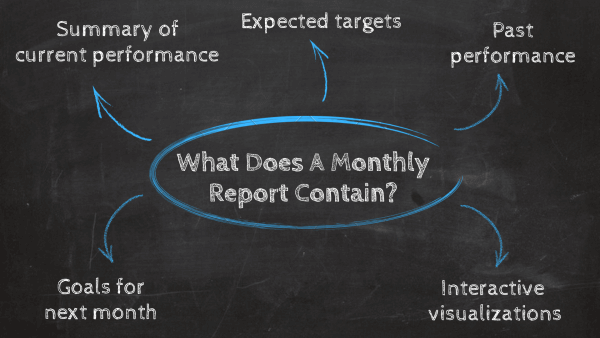 Summary of
current performance
Expected targets
Past
performance
What Does A Monthly
Report Contain?
Goals for
next month
Interactive
visualizations